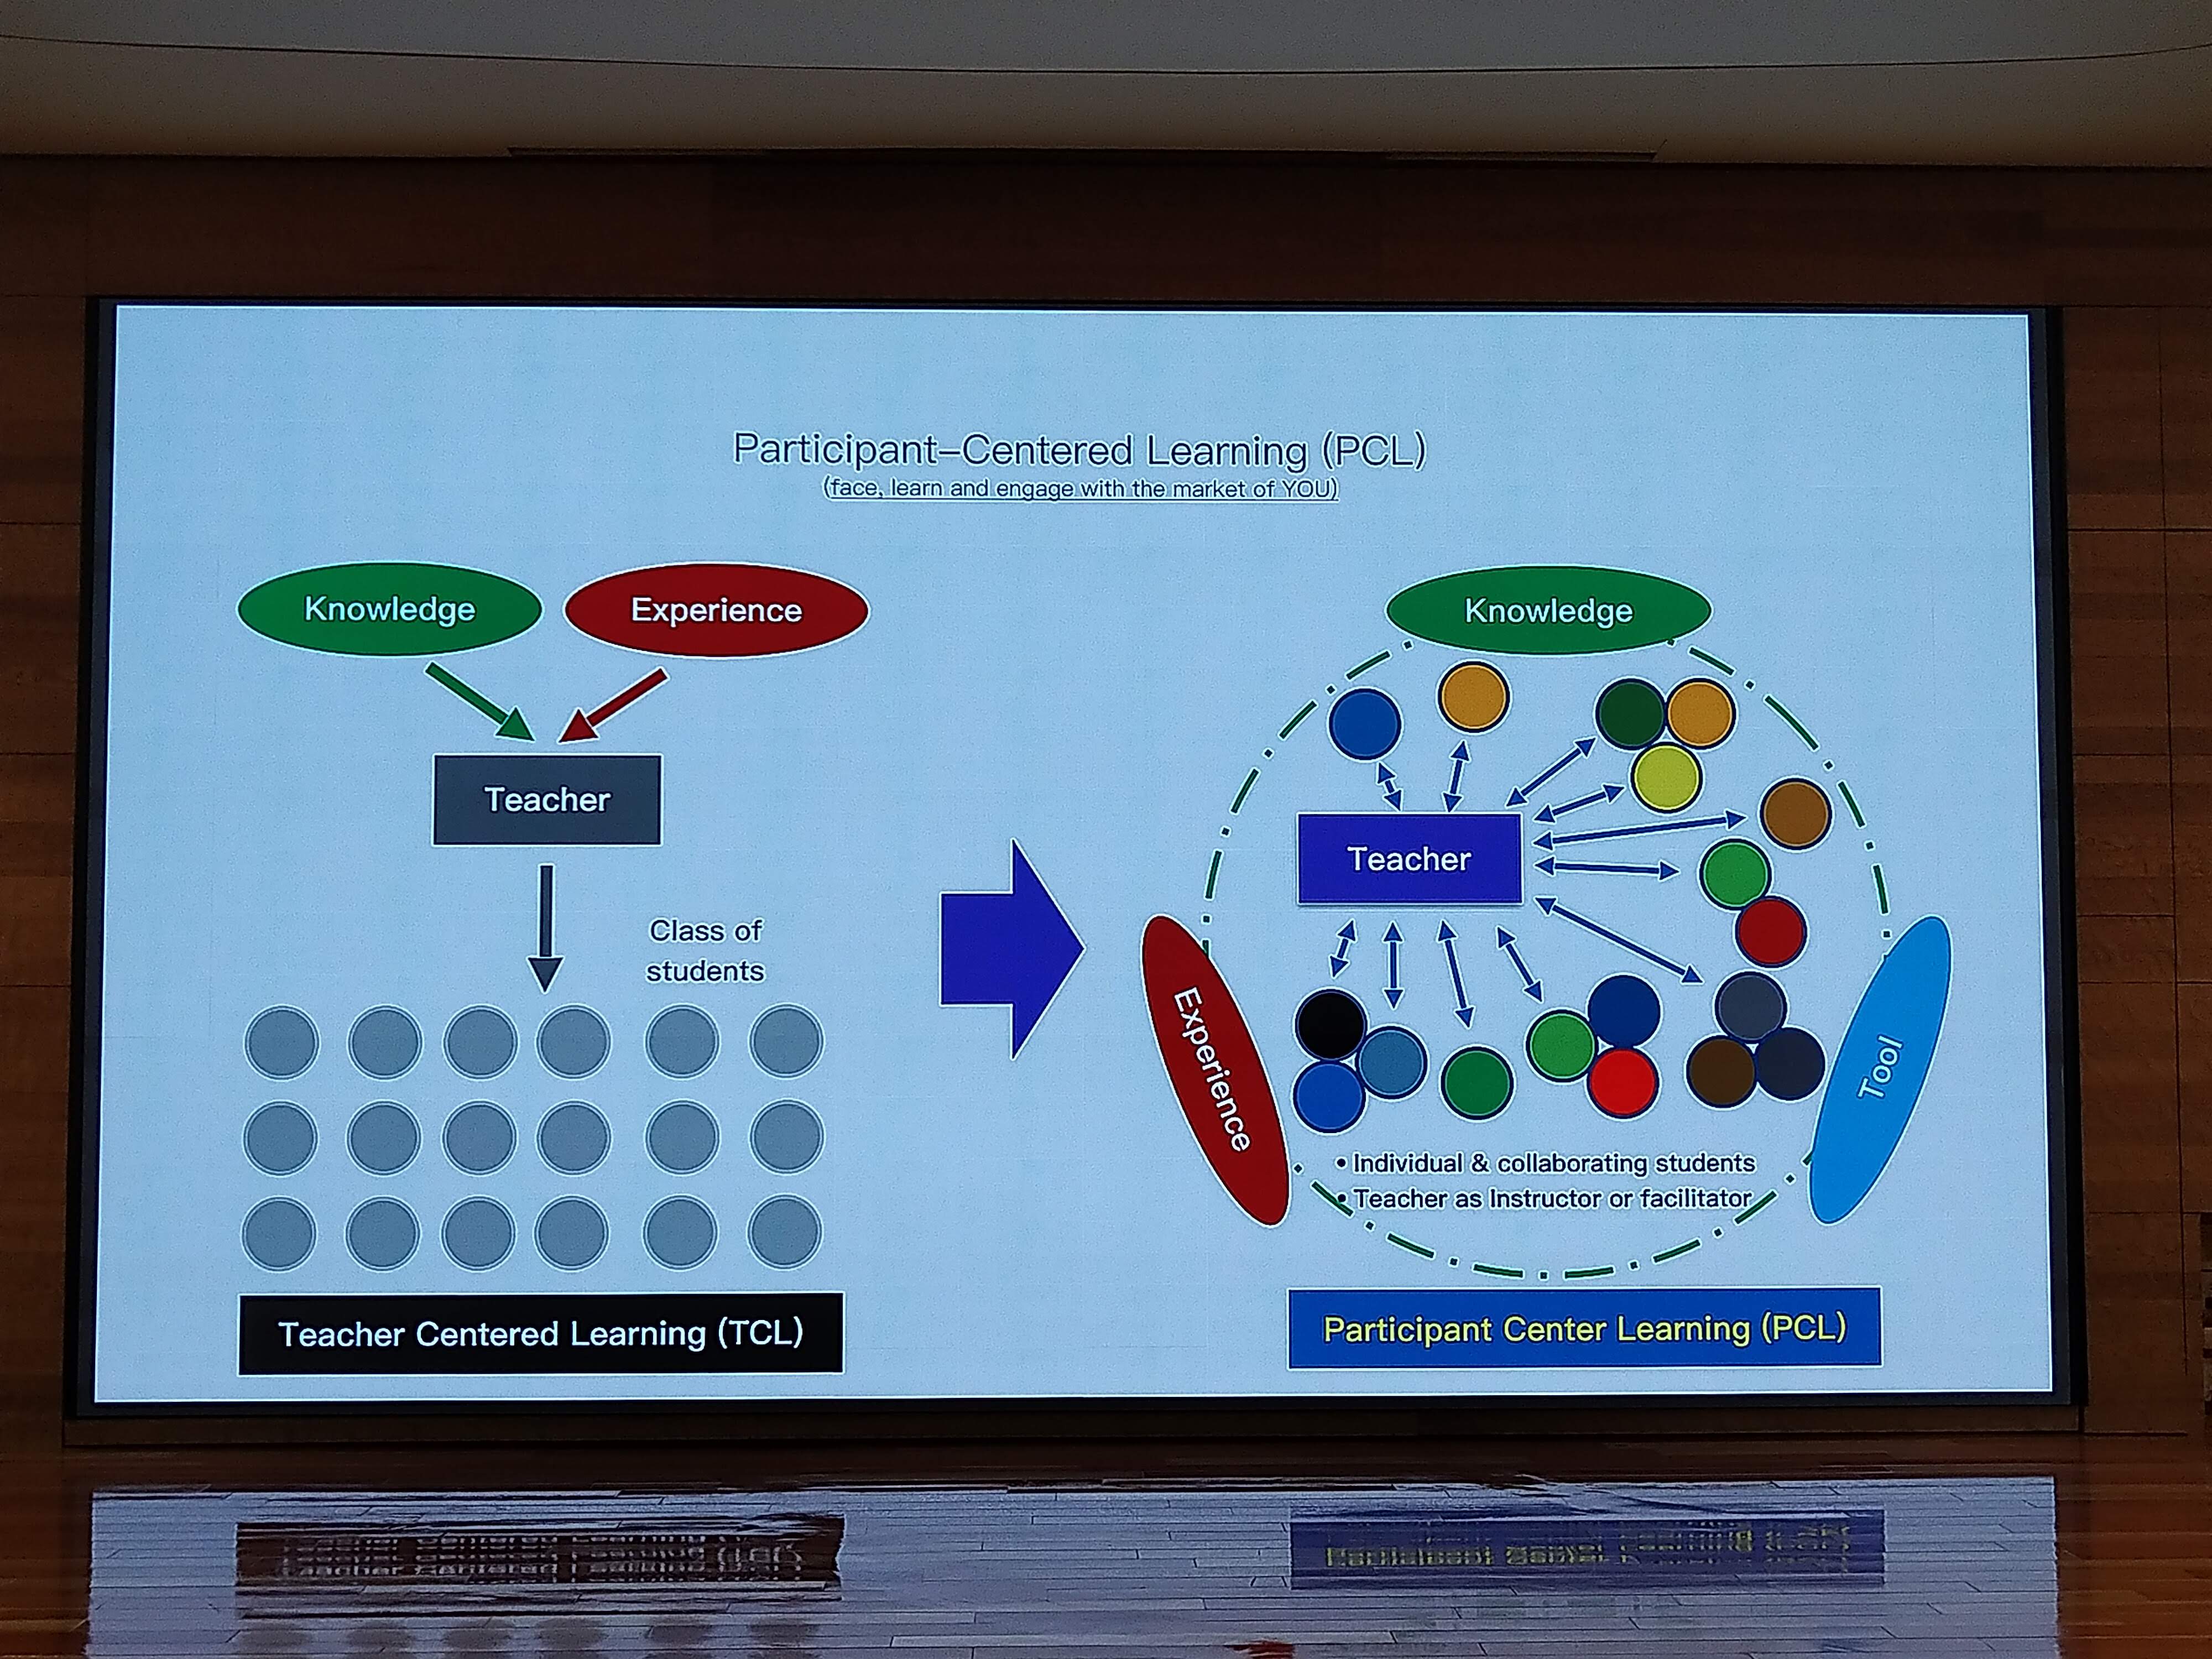 Participant-Centered Learning (PCL)
(face, learn and engage with the market of YOU)
Knowledge
Experience
Teacher
Class of
students
Teacher Centered Learning (TCL)
Knowledge
Teacher
Experience
Tool
• Individual & collaborating students
• Teacher as Instructor or facilitator
Participant Center Learning (PCL)